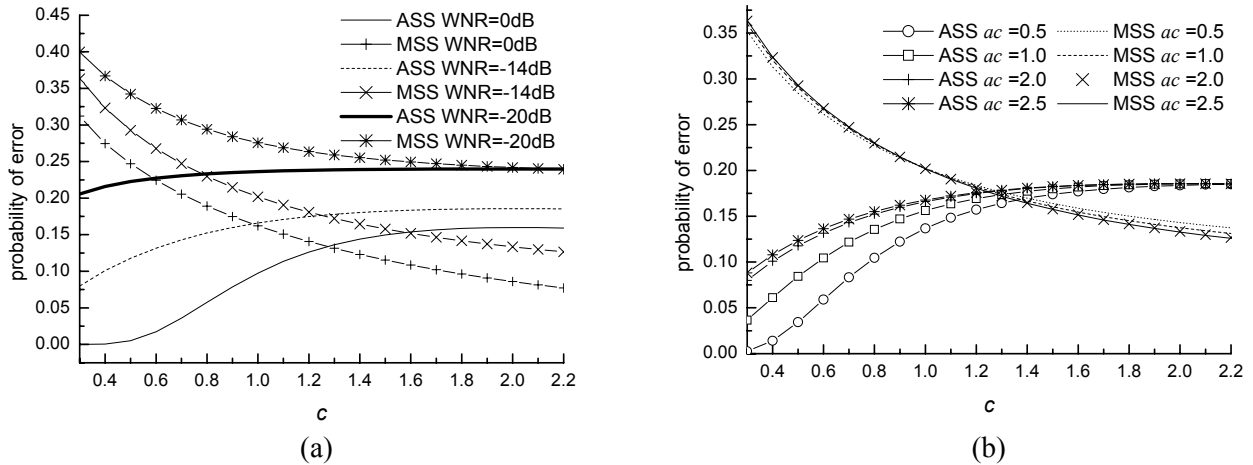 ASS WNR=0dB
MSS WNR=0dB
ASS WNR=-14dB
MSS WNR=-14dB
ASS WNR=-20dB
MSS WNR=-20dB
0.45
0.40
0.35
0.30
0.25
0.20
0.15
0.10
0.05
0.00
probability of error
0.4 0.6 0.8 1.0 1.2 1.4 1.6 1.8 2.0 2.2
c
(a)
ASS ac =0.5 MSS ac =0.5
ASS ac =1.0 MSS ac =1.0
ASS ac =2.0 MSS ac =2.0
ASS ac =2.5 MSS ac =2.5
0.35
0.30
0.25
0.20
0.15
0.10
0.05
0.00
probability of error
0.4 0.6 0.8 1.0 1.2 1.4 1.6 1.8 2.0 2.2
c
(b)